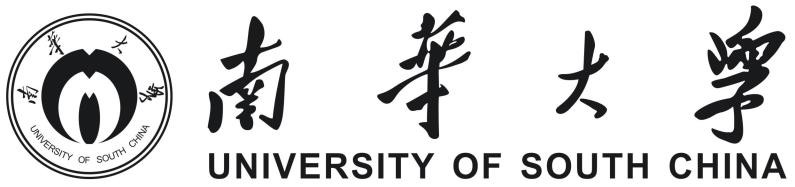 南華大學
UNIVERSITY OF SOUTH CHINA
南華大學
UNIVERSITY OF SOUTH CHINA